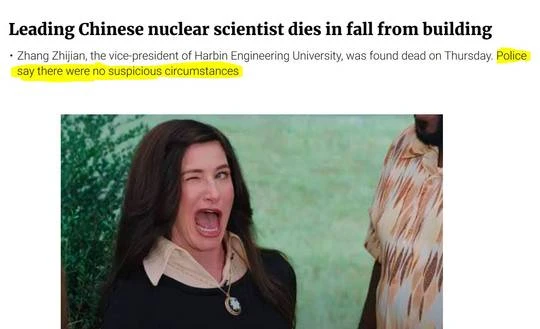 Leading Chinese nuclear scientist dies in fall from building
• Zhang Zhijian, the vice-president of Harbin Engineering University, was found dead on Thursday. Police
say there were no suspicious circumstances